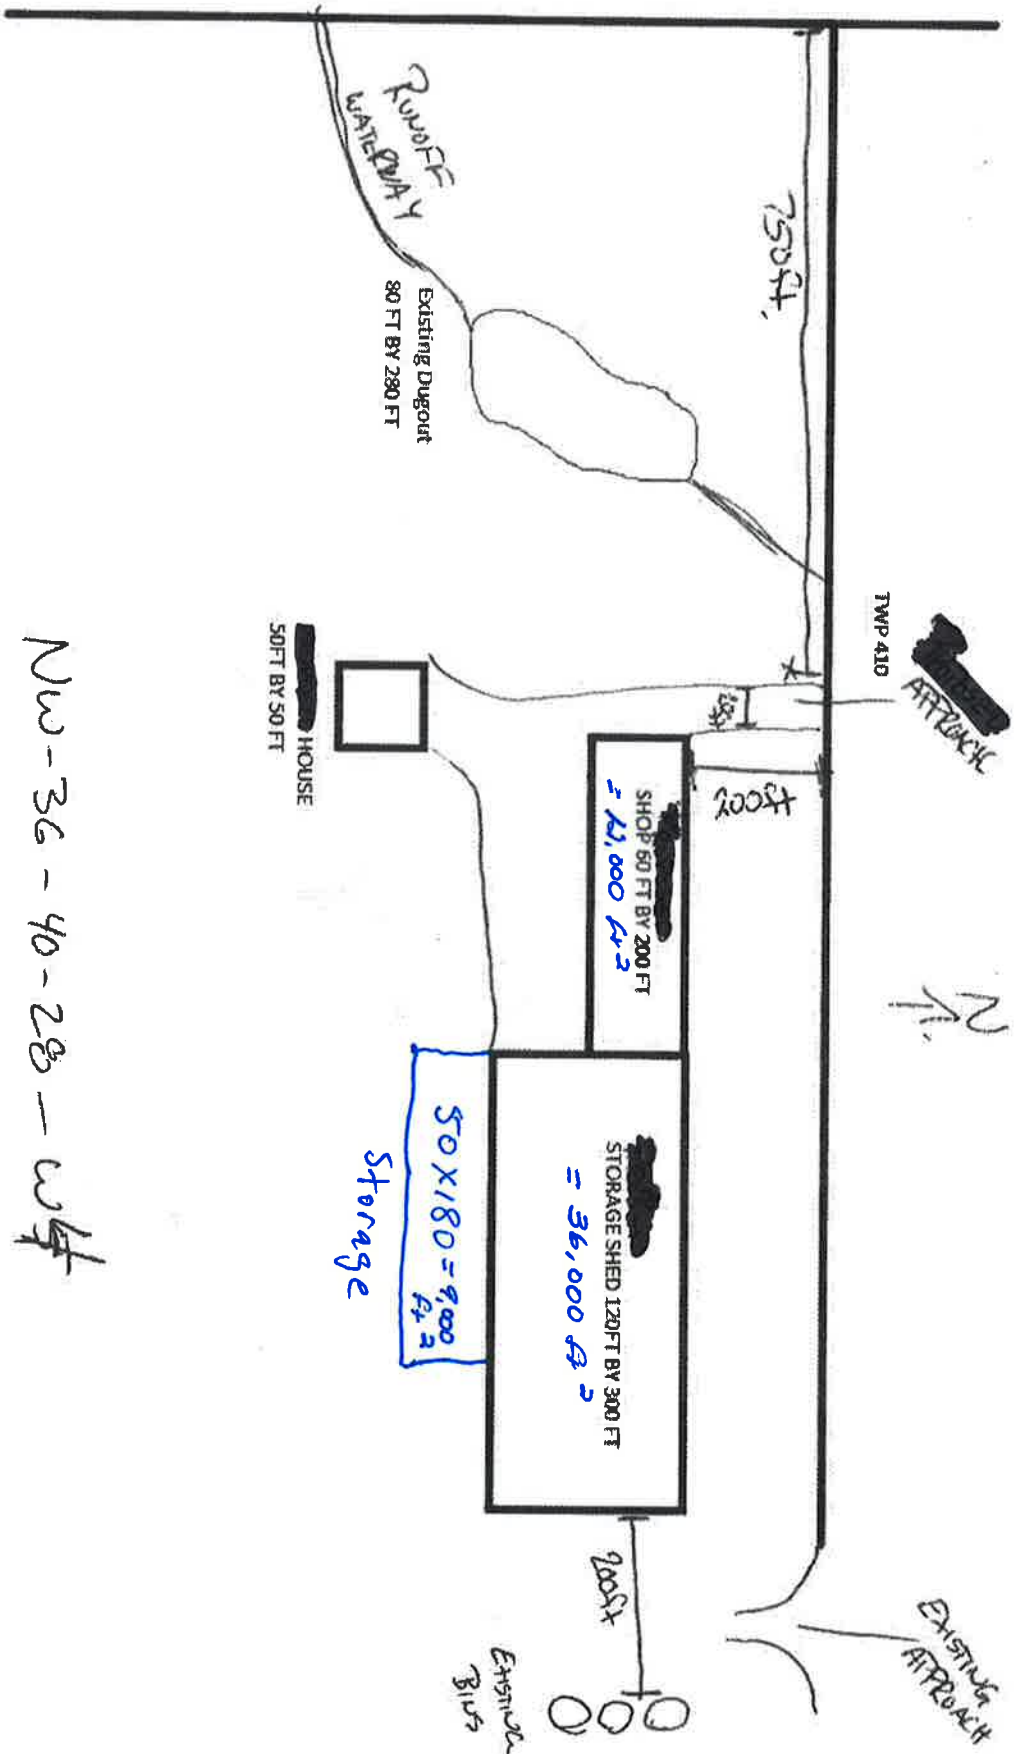 RUNOFF
WATERWAY
Existing Dugout
80 FT BY 280 FT
750ft.
TWP 410
APPROACH
HOUSE
50FT BY 50 FT
200ft
SHOP 60 FT BY 200 FT
= 12,000 ft²
N
STORAGE SHED 120FT BY 300 FT
= 36,000 ft²
50 X 180 = 9,000
ft²
Storage
200ft
EXISTING
BINS
EXISTING
APPROACH
NW-36-40-28-W4